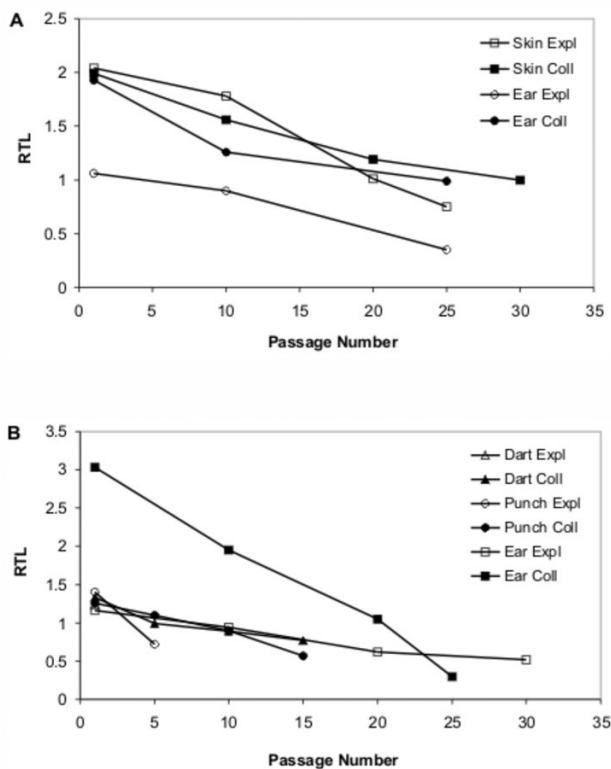 A
2.5
2
1.5
1
0.5
0
RTL
0 5 10 15 20 25 30 35
Passage Number
Skin Expl
Skin Coll
Ear Expl
Ear Coll
B
3.5
3
2.5
2
1.5
1
0.5
0
RTL
0 5 10 15 20 25 30 35
Passage Number
Dart Expl
Dart Coll
Punch Expl
Punch Coll
Ear Expl
Ear Coll